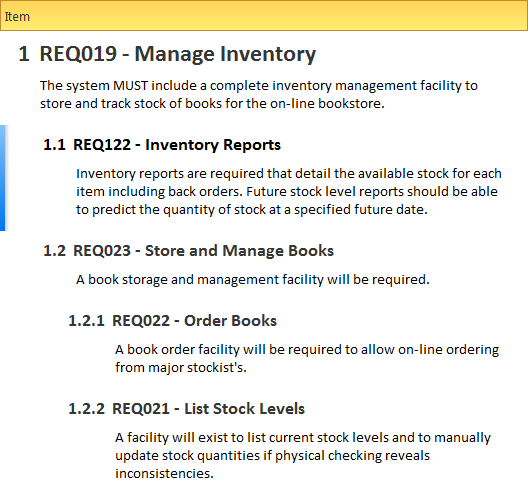 Item
1 REQ019 - Manage Inventory
The system MUST include a complete inventory management facility to
store and track stock of books for the on-line bookstore.
1.1 REQ122 - Inventory Reports
Inventory reports are required that detail the available stock for each
item including back orders. Future stock level reports should be able
to predict the quantity of stock at a specified future date.
1.2 REQ023 - Store and Manage Books
A book storage and management facility will be required.
1.2.1 REQ022 - Order Books
A book order facility will be required to allow on-line ordering
from major stockist's.
1.2.2 REQ021 - List Stock Levels
A facility will exist to list current stock levels and to manually
update stock quantities if physical checking reveals
inconsistencies.